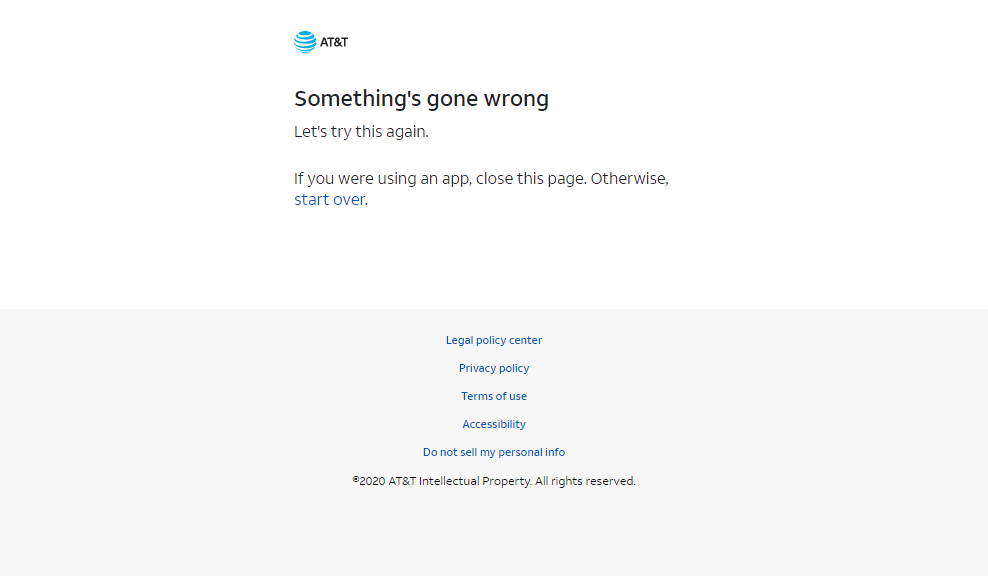 AT&T
Something's gone wrong
Let's try this again.
If you were using an app, close this page. Otherwise,
start over.
Legal policy center
Privacy policy
Terms of use
Accessibility
Do not sell my personal info
©2020 AT&T Intellectual Property. All rights reserved.